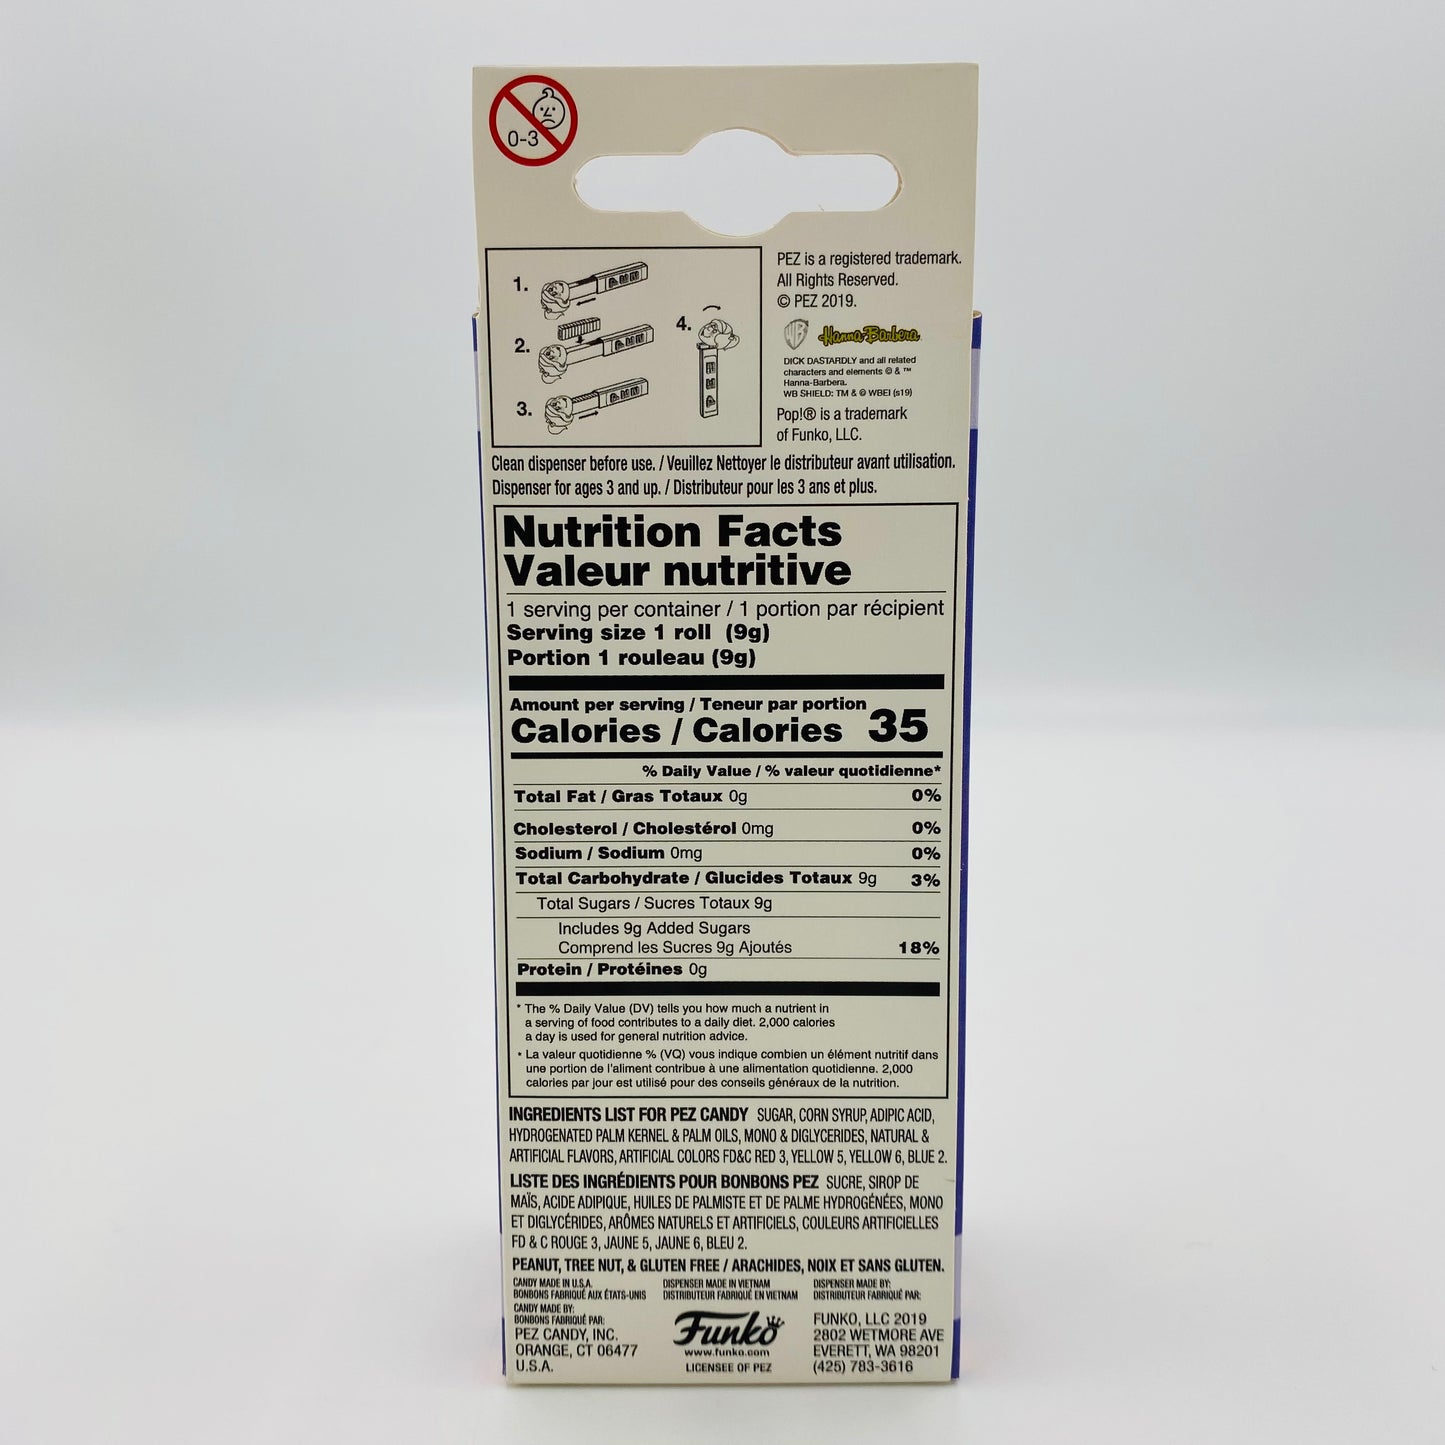 0-3
1.
2.
3.
4.
PEZ is a registered trademark.
All Rights Reserved.
© PEZ 2019.
WB Hanna-Barbera
DICK DASTARDLY and all related
characters and elements © & ™
Hanna-Barbera.
WB SHIELD: TM & © WBEI (s19)
Pop!® is a trademark
of Funko, LLC.
Clean dispenser before use. / Veuillez Nettoyer le distributeur avant utilisation.
Dispenser for ages 3 and up. / Distributeur pour les 3 ans et plus.
Nutrition Facts
Valeur nutritive
1 serving per container / 1 portion par récipient
Serving size 1 roll (9g)
Portion 1 rouleau (9g)
Amount per serving / Teneur par portion
Calories / Calories 35
% Daily Value / % valeur quotidienne*
Total Fat / Gras Totaux 0g 0%
Cholesterol / Cholestérol 0mg 0%
Sodium / Sodium 0mg 0%
Total Carbohydrate / Glucides Totaux 9g 3%
Total Sugars / Sucres Totaux 9g
Includes 9g Added Sugars
Comprend les Sucres 9g Ajoutés 18%
Protein / Protéines 0g
* The % Daily Value (DV) tells you how much a nutrient in
a serving of food contributes to a daily diet. 2,000 calories
a day is used for general nutrition advice.
* La valeur quotidienne % (VQ) vous indique combien un élément nutritif dans
une portion de l'aliment contribue à une alimentation quotidienne. 2,000
calories par jour est utilisé pour des conseils généraux de la nutrition.
INGREDIENTS LIST FOR PEZ CANDY SUGAR, CORN SYRUP, ADIPIC ACID,
HYDROGENATED PALM KERNEL & PALM OILS, MONO & DIGLYCERIDES, NATURAL &
ARTIFICIAL FLAVORS, ARTIFICIAL COLORS FD&C RED 3, YELLOW 5, YELLOW 6, BLUE 2.
LISTE DES INGRÉDIENTS POUR BONBONS PEZ SUCRE, SIROP DE
MAÏS, ACIDE ADIPIQUE, HUILES DE PALMISTE ET DE PALME HYDROGÉNÉES, MONO
ET DIGLYCÉRIDES, ARÔMES NATURELS ET ARTIFICIELS, COULEURS ARTIFICIELLES
FD & C ROUGE 3, JAUNE 5, JAUNE 6, BLEU 2.
PEANUT, TREE NUT, & GLUTEN FREE / ARACHIDES, NOIX ET SANS GLUTEN.
CANDY MADE IN U.S.A.
BONBONS FABRIQUÉ AUX ÉTATS-UNIS
CANDY MADE BY:
BONBONS FABRIQUÉ PAR:
PEZ CANDY, INC.
ORANGE, CT 06477
U.S.A.
DISPENSER MADE IN VIETNAM
DISTRIBUTEUR FABRIQUÉ EN VIETNAM
Funko
www.funko.com
LICENSEE OF PEZ
DISPENSER MADE BY:
DISTRIBUTEUR FABRIQUÉ PAR:
FUNKO, LLC 2019
2802 WETMORE AVE
EVERETT, WA 98201
(425) 783-3616